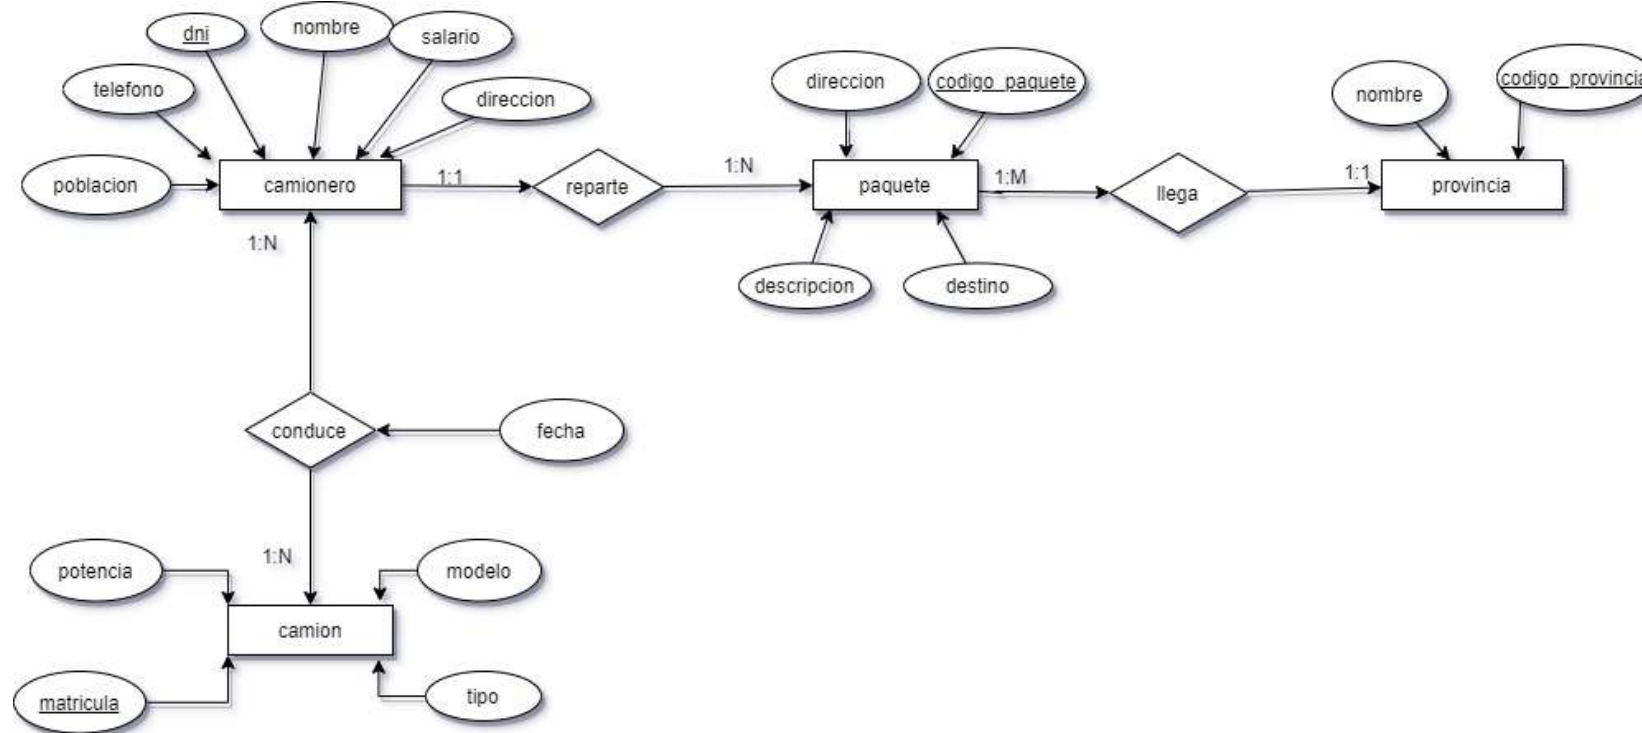 dni
nombre
salario
telefono
direccion
poblacion
camionero
1:1
reparte
1:N
direccion
codigo_paquete
paquete
1:M
llega
1:1
nombre
codigo_provincia
provincia
descripcion
destino
1:N
conduce
fecha
1:N
potencia
modelo
camion
matricula
tipo